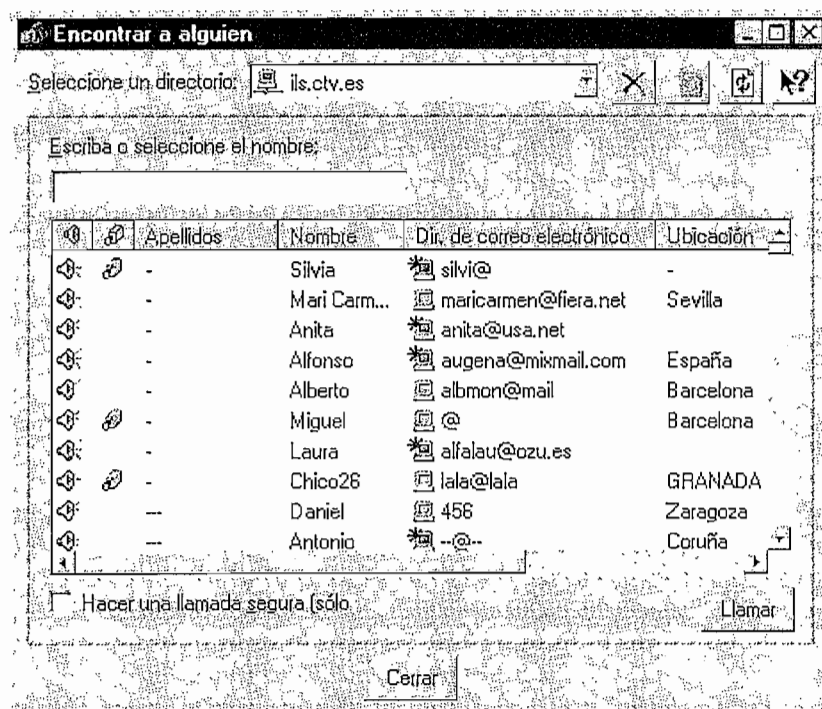 Encontrar a alguien
Seleccione un directorio: ils.ctv.es
Escriba o seleccione el nombre:
Apellidos Nombre Dir. de correo electrónico Ubicación
- Silvia silvi@ -
- Mari Carm... maricarmen@fiera.net Sevilla
- Anita anita@usa.net
- Alfonso augena@mixmail.com España
- Alberto albmon@mail Barcelona
- Miguel @ Barcelona
- Laura alfalau@ozu.es
- Chico26 lala@lala GRANADA
--- Daniel 456 Zaragoza
--- Antonio --@-- Coruña
Hacer una llamada segura (sólo
Llamar
Cerrar